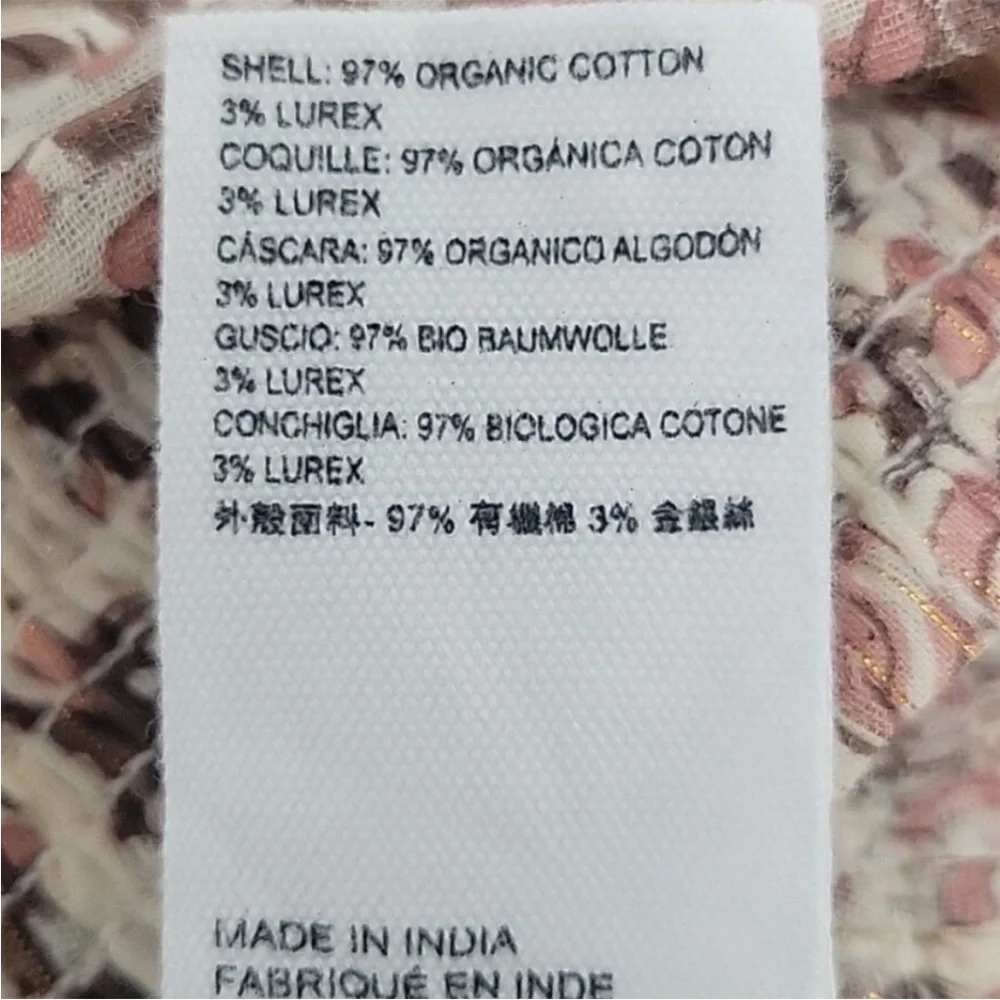 SHELL: 97% ORGANIC COTTON
3% LUREX
COQUILLE: 97% ORGÁNICA COTON
3% LUREX
CÁSCARA: 97% ORGANICO ALGODÓN
3% LUREX
GUSCIO: 97% BIO BAUMWOLLE
3% LUREX
CONCHIGLIA: 97% BIOLOGICA COTONE
3% LUREX
外殼面料- 97% 有機棉 3% 金銀絲
MADE IN INDIA
FABRIQUÉ EN INDE